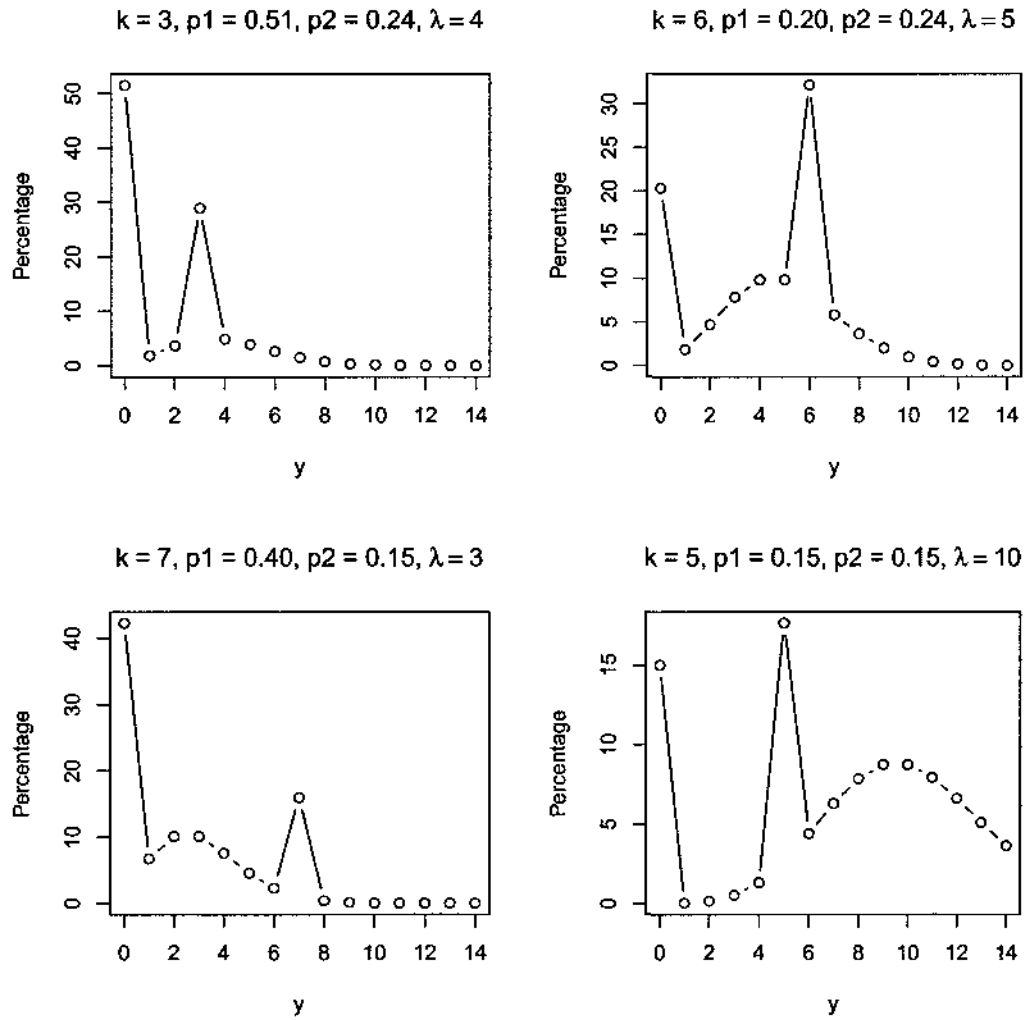 k = 3, p1 = 0.51, p2 = 0.24, λ = 4
Percentage
50
40
30
20
10
0
0 2 4 6 8 10 12 14
y
k = 6, p1 = 0.20, p2 = 0.24, λ = 5
Percentage
30
25
20
15
10
5
0
0 2 4 6 8 10 12 14
y
k = 7, p1 = 0.40, p2 = 0.15, λ = 3
Percentage
40
30
20
10
0
0 2 4 6 8 10 12 14
y
k = 5, p1 = 0.15, p2 = 0.15, λ = 10
Percentage
15
10
5
0
0 2 4 6 8 10 12 14
y